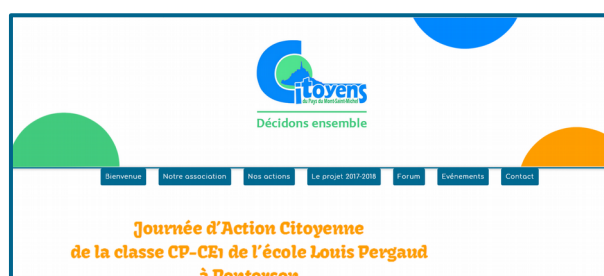 Citoyens
du Pays du Mont-Saint-Michel
Décidons ensemble
Bienvenue Notre association Nos actions Le projet 2017-2018 Forum Evénements Contact
Journée d'Action Citoyenne
de la classe CP-CE1 de l'école Louis Pergaud
à Pontorson